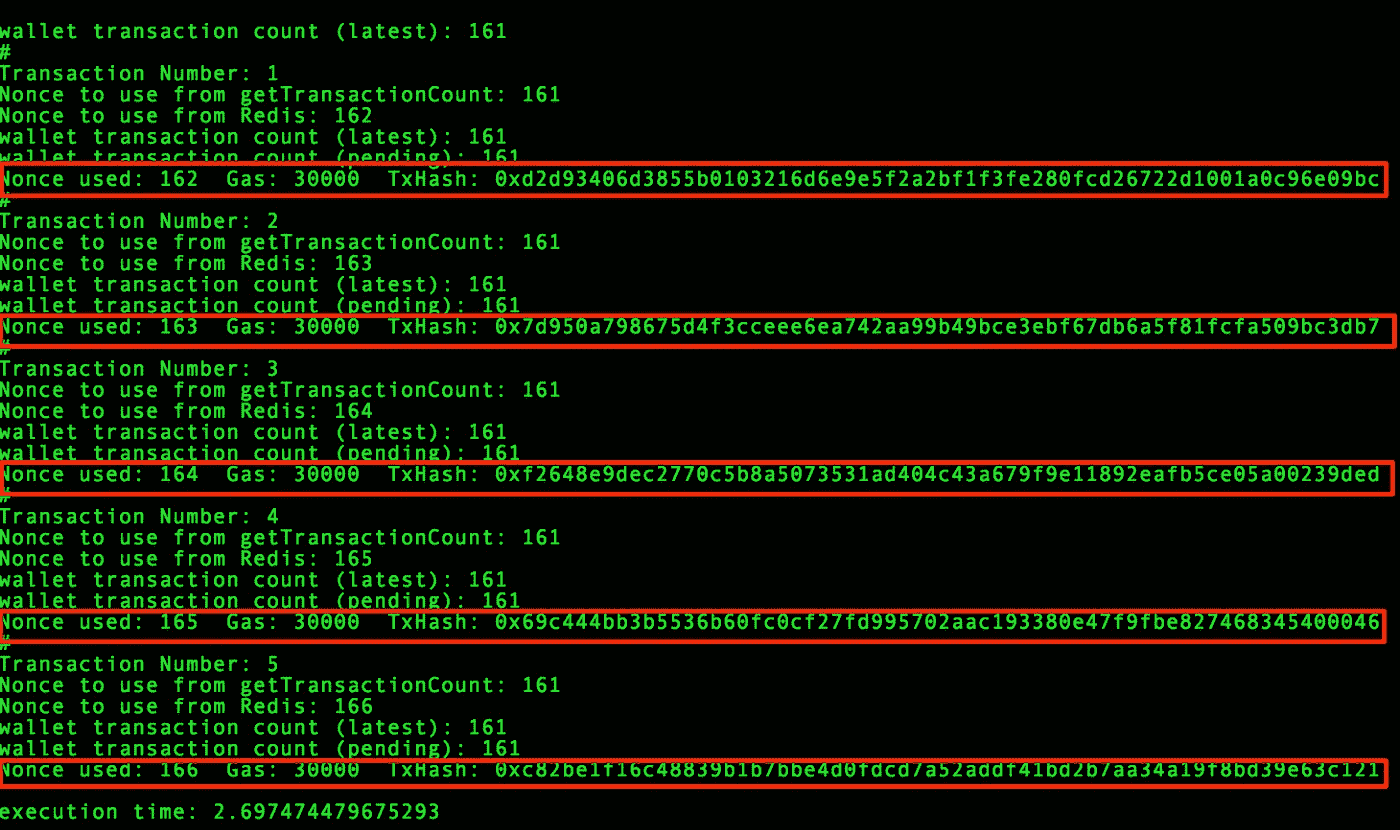 wallet transaction count (latest): 161
#
Transaction Number: 1
Nonce to use from getTransactionCount: 161
Nonce to use from Redis: 162
wallet transaction count (latest): 161
wallet transaction count (pending): 161
Nonce used: 162  Gas: 30000  TxHash: 0xd2d93406d3855b0103216d6e9e5f2a2bf1f3fe280fcd26722d1001a0c96e09bc
#
Transaction Number: 2
Nonce to use from getTransactionCount: 161
Nonce to use from Redis: 163
wallet transaction count (latest): 161
wallet transaction count (pending): 161
Nonce used: 163  Gas: 30000  TxHash: 0x7d950a798675d4f3cceee6ea742aa99b49bce3ebf67db6a5f81fcfa509bc3db7
#
Transaction Number: 3
Nonce to use from getTransactionCount: 161
Nonce to use from Redis: 164
wallet transaction count (latest): 161
wallet transaction count (pending): 161
Nonce used: 164  Gas: 30000  TxHash: 0xf2648e9dec2770c5b8a5073531ad404c43a679f9e11892eafb5ce05a00239ded
#
Transaction Number: 4
Nonce to use from getTransactionCount: 161
Nonce to use from Redis: 165
wallet transaction count (latest): 161
wallet transaction count (pending): 161
Nonce used: 165  Gas: 30000  TxHash: 0x69c444bb3b5536b60fc0cf27fd995702aac193380e47f9fbe827468345400046
#
Transaction Number: 5
Nonce to use from getTransactionCount: 161
Nonce to use from Redis: 166
wallet transaction count (latest): 161
wallet transaction count (pending): 161
Nonce used: 166  Gas: 30000  TxHash: 0xc82be1f16c48839b1b7bbe4d0fdcd7a52addf41bd2b7aa34a19f8bd39e63c121
execution time: 2.697474479675293